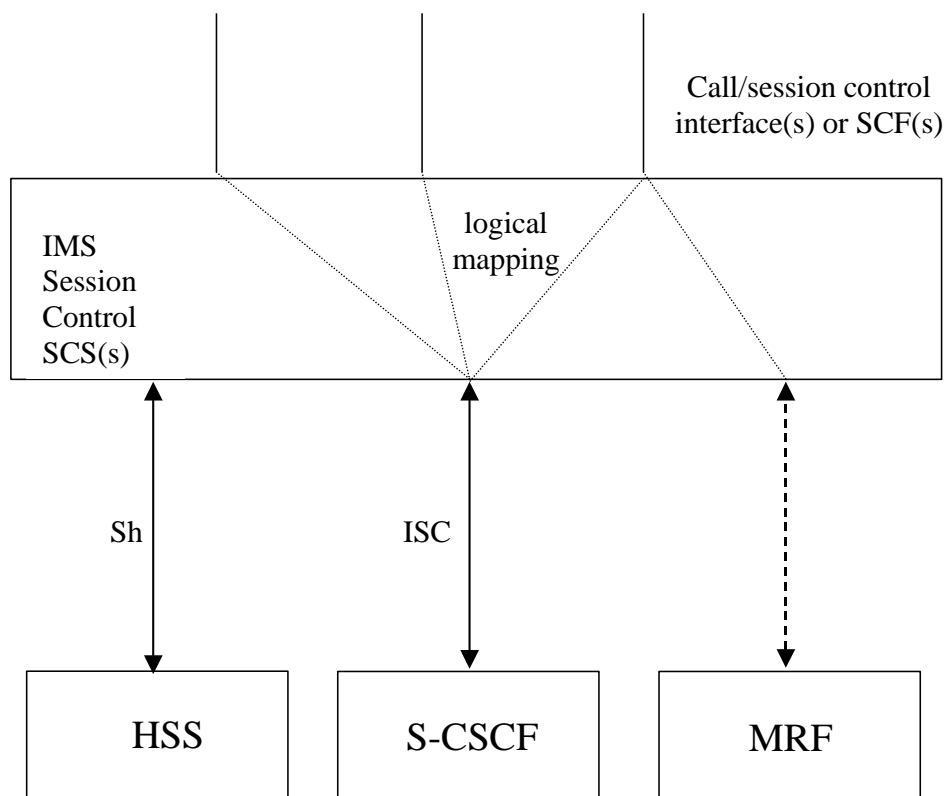 Call/session control
interface(s) or SCF(s)
logical
mapping
IMS
Session
Control
SCS(s)
Sh
ISC
HSS
S-CSCF
MRF